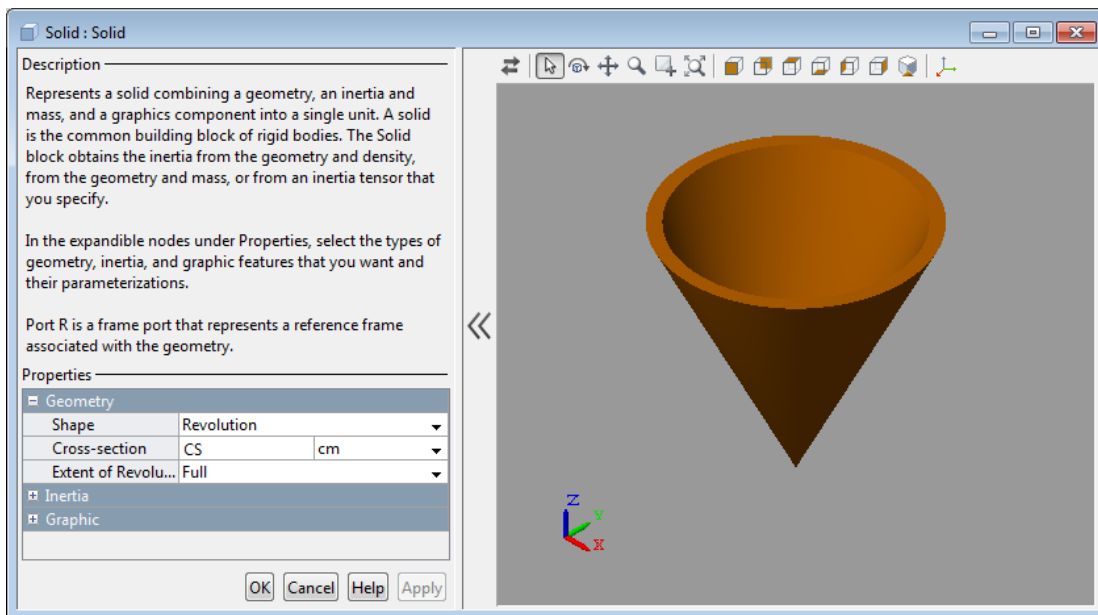 Solid : Solid
Description
Represents a solid combining a geometry, an inertia and
mass, and a graphics component into a single unit. A solid
is the common building block of rigid bodies. The Solid
block obtains the inertia from the geometry and density,
from the geometry and mass, or from an inertia tensor that
you specify.
In the expandible nodes under Properties, select the types of
geometry, inertia, and graphic features that you want and
their parameterizations.
Port R is a frame port that represents a reference frame
associated with the geometry.
Properties
Geometry
Shape Revolution
Cross-section CS cm
Extent of Revolu... Full
Inertia
Graphic
OK Cancel Help Apply
Z
Y
X